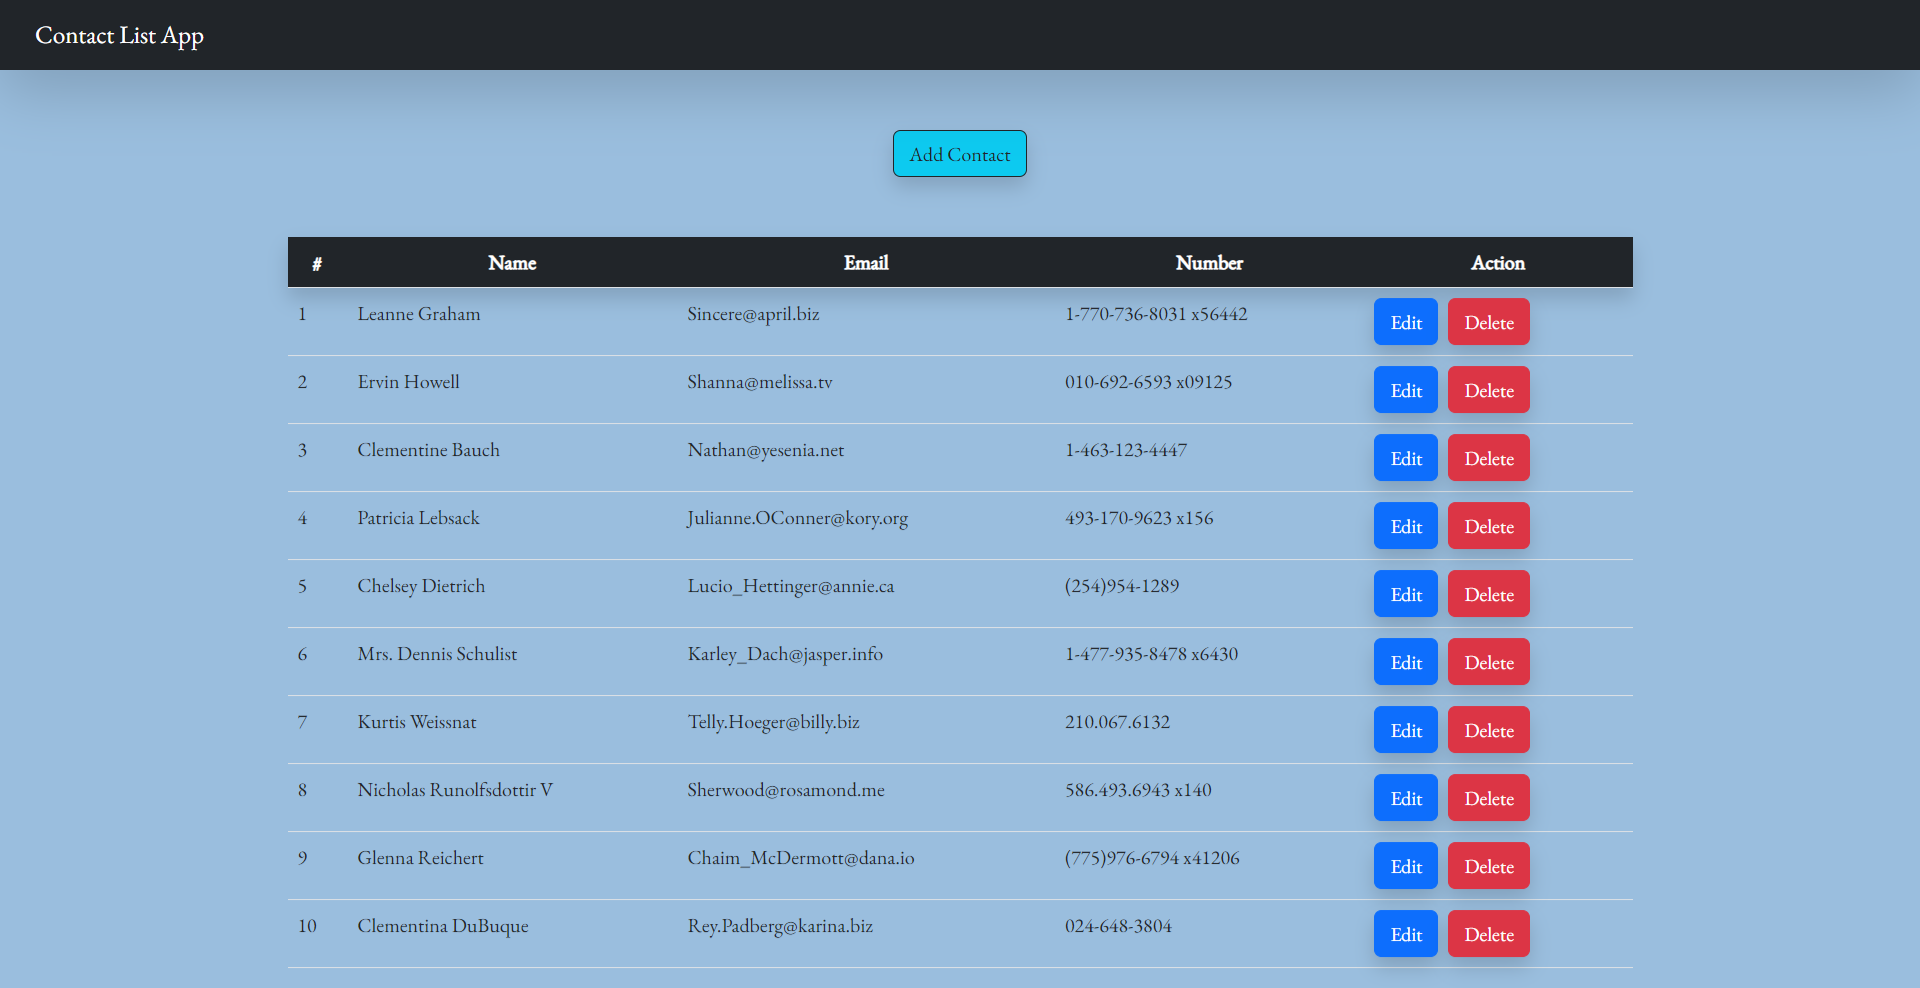 Contact List App
Add Contact
# Name Email Number Action
1 Leanne Graham Sincere@april.biz 1-770-736-8031 x56442 Edit Delete
2 Ervin Howell Shanna@melissa.tv 010-692-6593 x09125 Edit Delete
3 Clementine Bauch Nathan@yesenia.net 1-463-123-4447 Edit Delete
4 Patricia Lebsack Julianne.OConner@kory.org 493-170-9623 x156 Edit Delete
5 Chelsey Dietrich Lucio_Hettinger@annie.ca (254)954-1289 Edit Delete
6 Mrs. Dennis Schulist Karley_Dach@jasper.info 1-477-935-8478 x6430 Edit Delete
7 Kurtis Weissnat Telly.Hoeger@billy.biz 210.067.6132 Edit Delete
8 Nicholas Runolfsdottir V Sherwood@rosamond.me 586.493.6943 x140 Edit Delete
9 Glenna Reichert Chaim_McDermott@dana.io (775)976-6794 x41206 Edit Delete
10 Clementina DuBuque Rey.Padberg@karina.biz 024-648-3804 Edit Delete